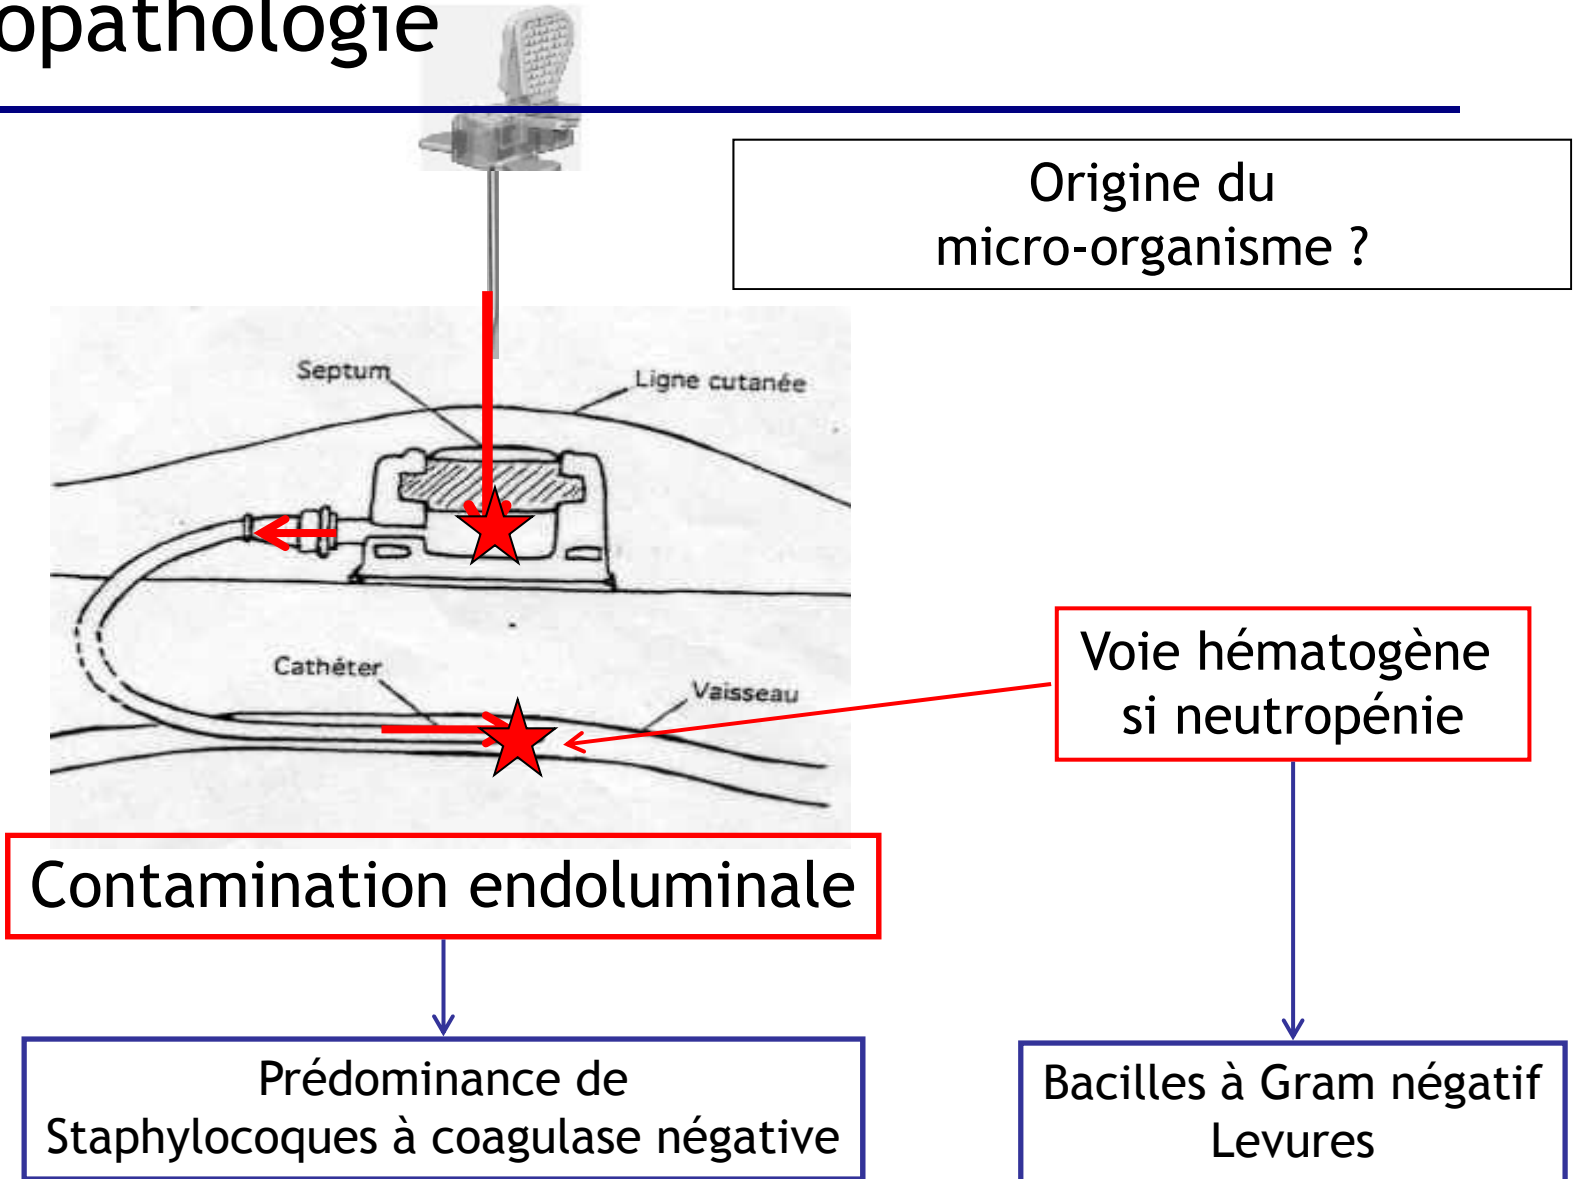 opathologie
Origine du
micro-organisme ?
Septum
Ligne cutanée
Cathéter
Vaisseau
Voie hématogène
si neutropénie
Contamination endoluminale
Prédominance de
Staphylocoques à coagulase négative
Bacilles à Gram négatif
Levures